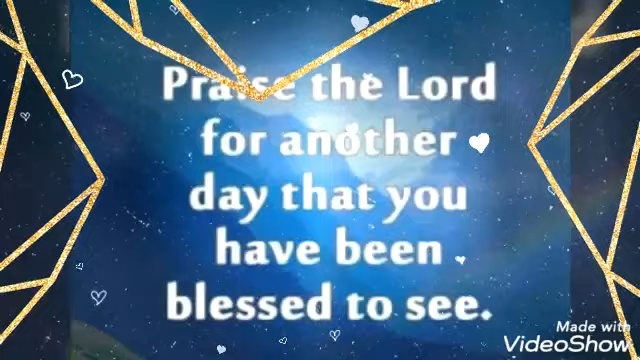 Praise the Lord
for another
day that you
have been
blessed to see.
Made with
VideoShow